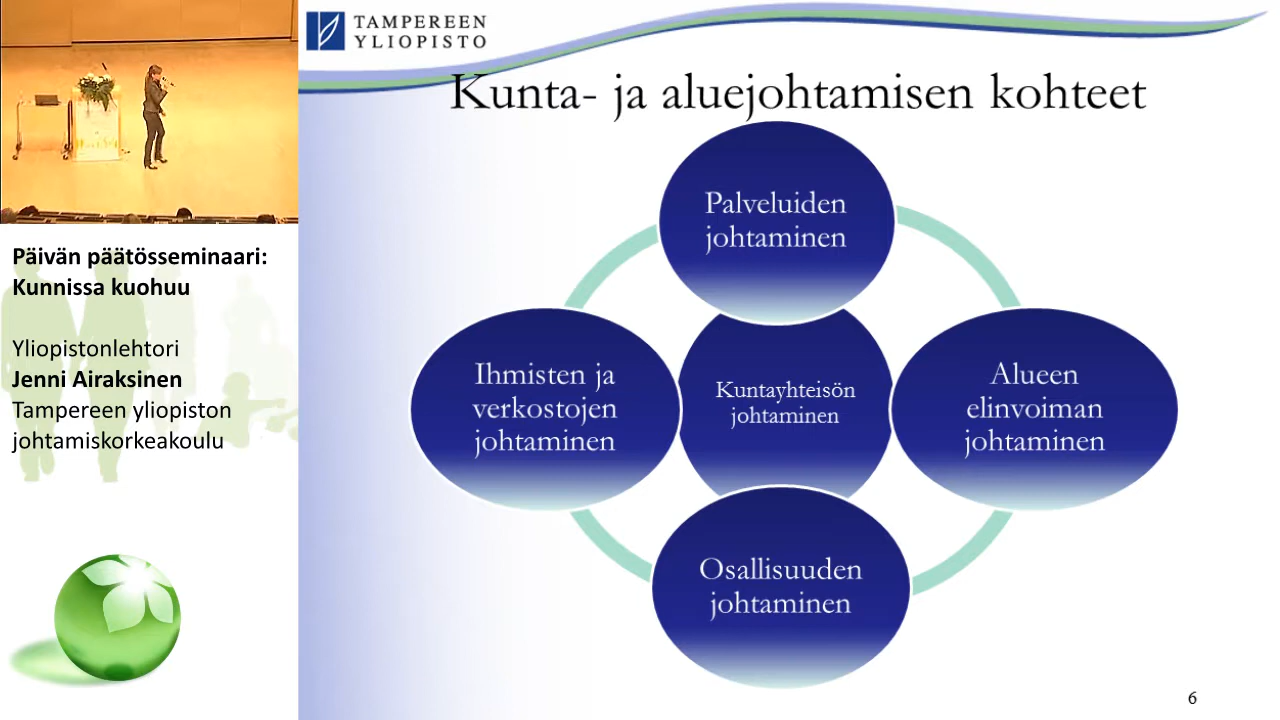 TAMPEREEN
YLIOPISTO
Kunta- ja aluejohtamisen kohteet
Päivän päätösseminaari:
Kunnissa kuohuu
Yliopistonlehtori
Jenni Airaksinen
Tampereen yliopiston
johtamiskorkeakoulu
Palveluiden
johtaminen
Ihmisten ja
verkostojen
johtaminen
Kuntayhteisön
johtaminen
Alueen
elinvoiman
johtaminen
Osallisuuden
johtaminen
6